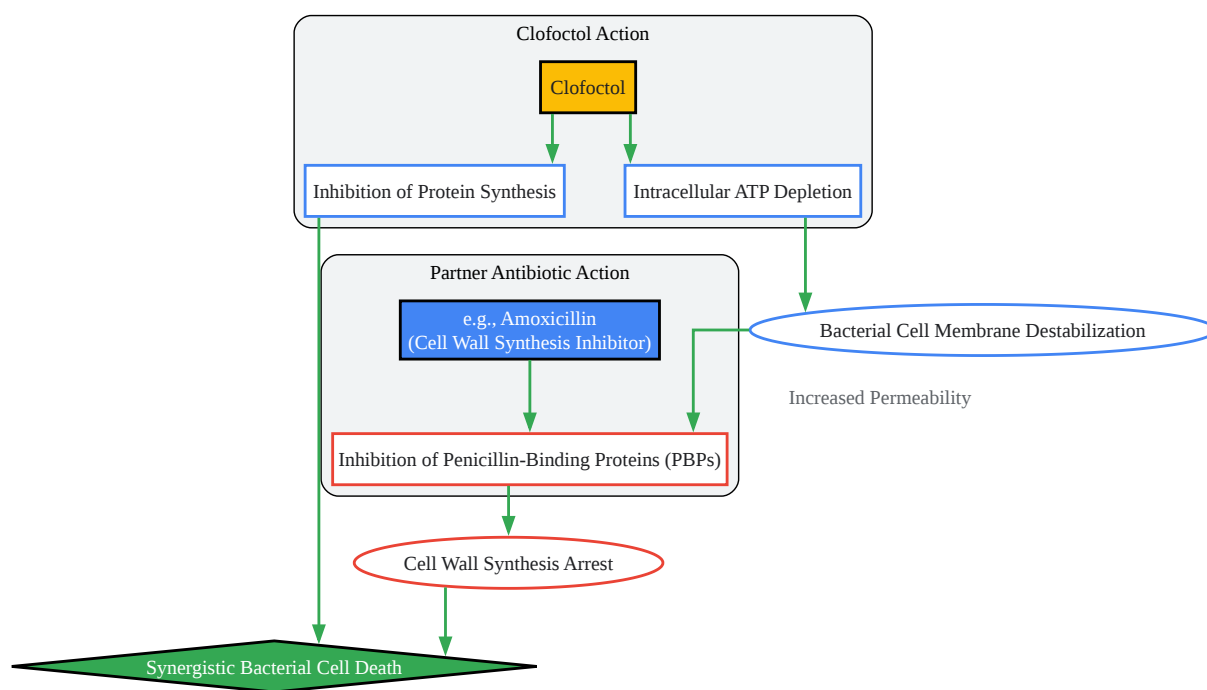 Clofoctol Action
Clofoctol
Inhibition of Protein Synthesis
Intracellular ATP Depletion
Partner Antibiotic Action
e.g., Amoxicillin
(Cell Wall Synthesis Inhibitor)
Bacterial Cell Membrane Destabilization
Increased Permeability
Inhibition of Penicillin-Binding Proteins (PBPs)
Cell Wall Synthesis Arrest
Synergistic Bacterial Cell Death